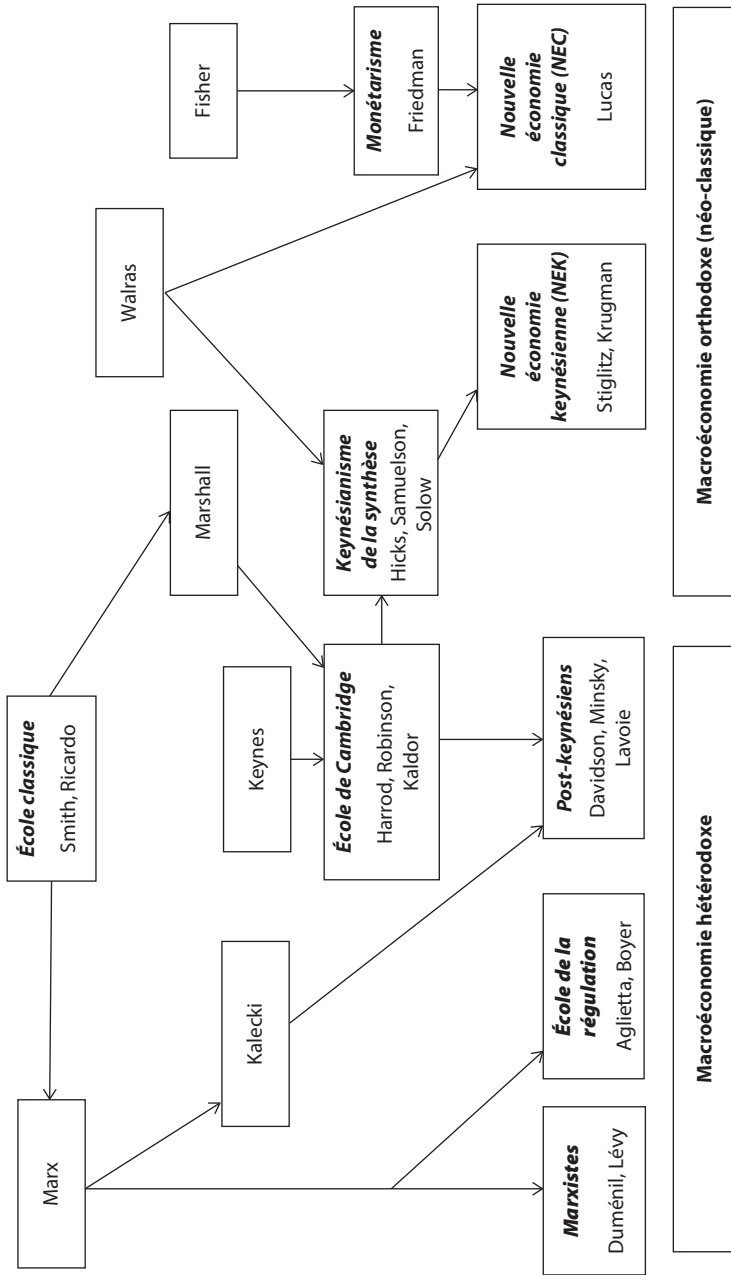 École classique
Smith, Ricardo
Marx
Marshall
Walras
Fisher
Kalecki
Keynes
École de Cambridge
Harrod, Robinson,
Kaldor
Keynésianisme
de la synthèse
Hicks, Samuelson,
Solow
Monétarisme
Friedman
Marxistes
Duménil, Lévy
École de la
régulation
Aglietta, Boyer
Post-keynésiens
Davidson, Minsky,
Lavoie
Nouvelle
économie
keynésienne (NEK)
Stiglitz, Krugman
Nouvelle
économie
classique (NEC)
Lucas
Macroéconomie hétérodoxe
Macroéconomie orthodoxe (néo-classique)